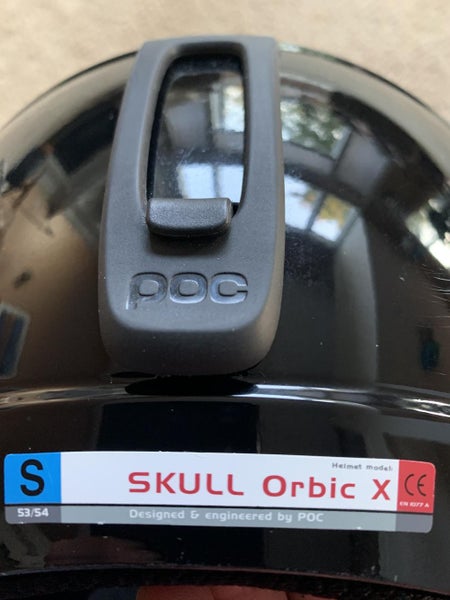 poc
Helmet model:
S SKULL Orbic X CE
EN 1077 A
53/54 Designed & engineered by POC